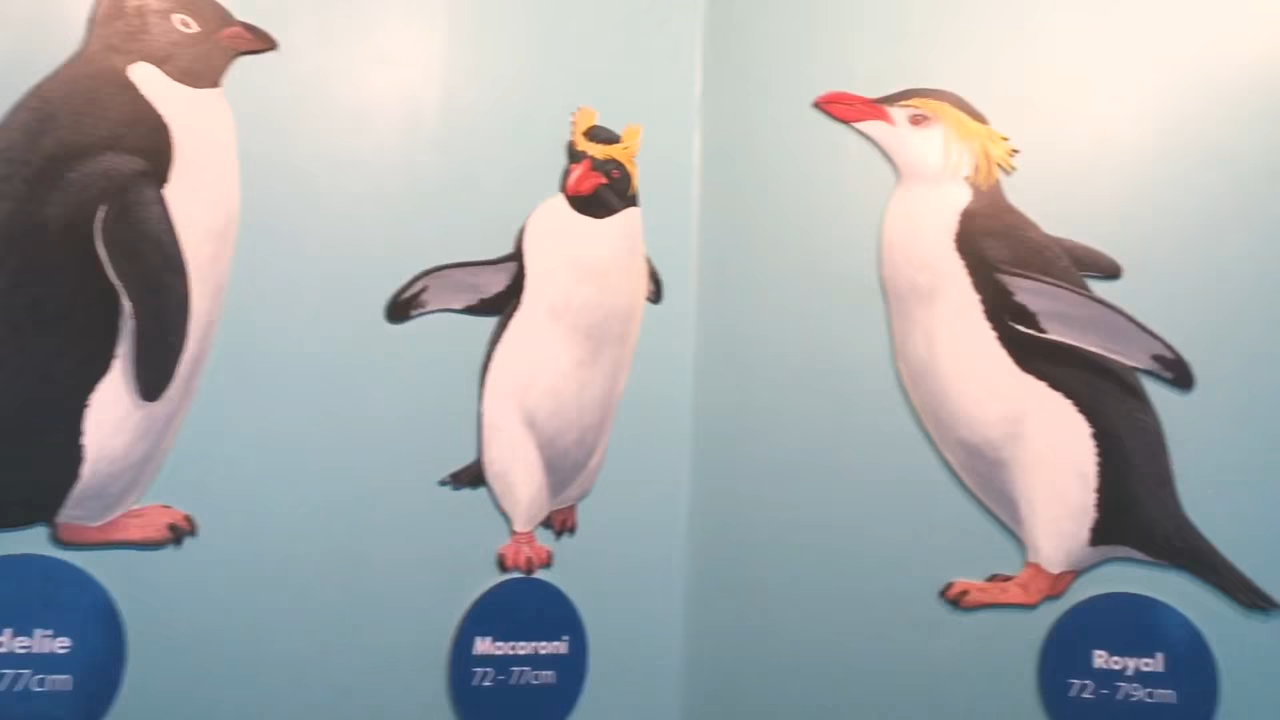 delie
77cm
Macaroni
72 - 77cm
Royal
72 - 79cm